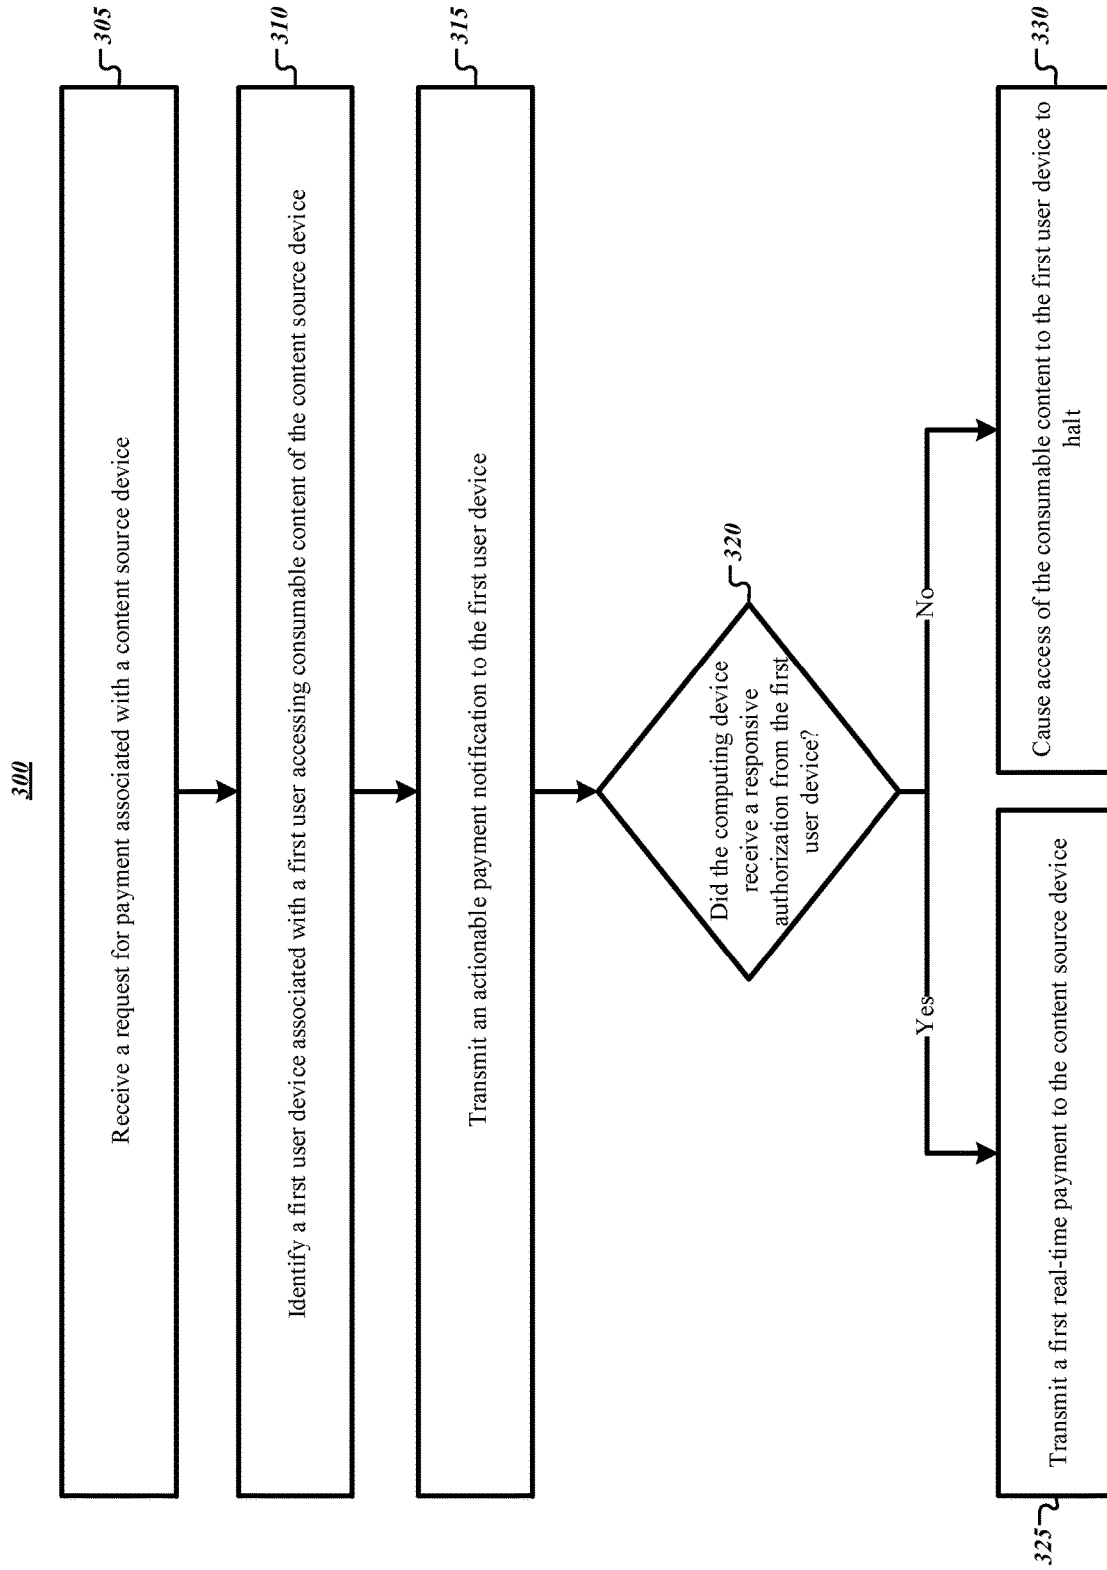 300
305
Receive a request for payment associated with a content source device
310
Identify a first user device associated with a first user accessing consumable content of the content source device
315
Transmit an actionable payment notification to the first user device
320
Did the computing device
receive a responsive
authorization from the first
user device?
Yes
No
325
Transmit a first real-time payment to the content source device
330
Cause access of the consumable content to the first user device to
halt